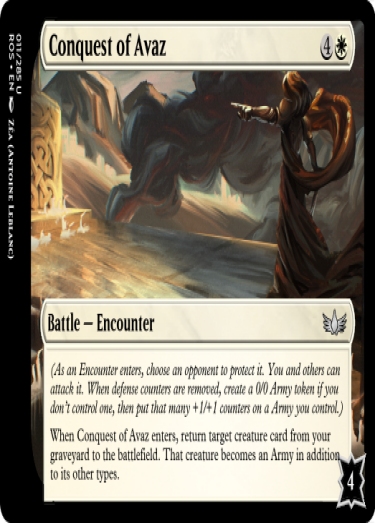 Conquest of Avaz 4
Battle – Encounter
(As an Encounter enters, choose an opponent to protect it. You and others can
attack it. When defense counters are removed, create a 0/0 Army token if you
don't control one, then put that many +1/+1 counters on a Army you control.)
When Conquest of Avaz enters, return target creature card from your
graveyard to the battlefield. That creature becomes an Army in addition
to its other types.
4
011/285 U
ROS • EN ZÉA (ANTOINE LEBLANC)